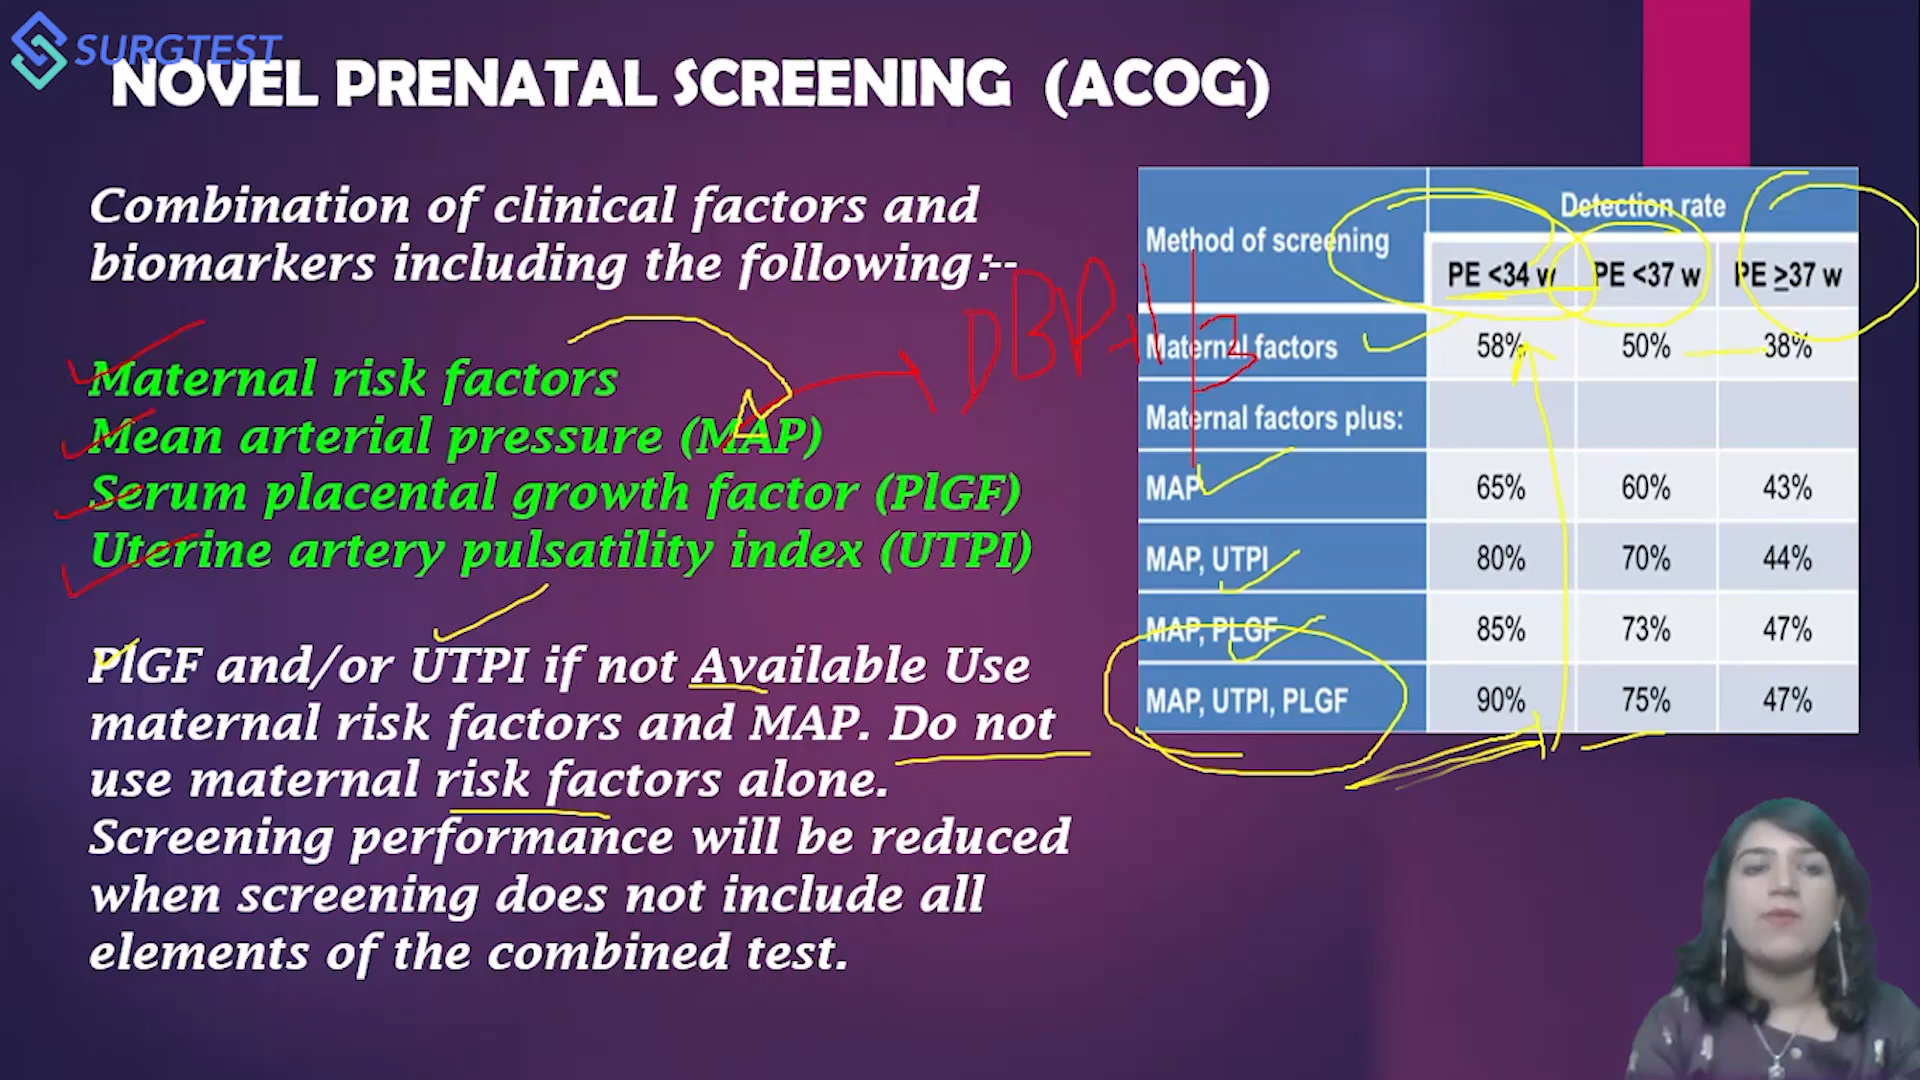 SURGTEST
NOVEL PRENATAL SCREENING (ACOG)
Combination of clinical factors and
biomarkers including the following:--
Maternal risk factors
Mean arterial pressure (MAP)
Serum placental growth factor (PlGF)
Uterine artery pulsatility index (UTPI)
PlGF and/or UTPI if not Available Use
maternal risk factors and MAP. Do not
use maternal risk factors alone.
Screening performance will be reduced
when screening does not include all
elements of the combined test.
DBP+1/3
Method of screening
Detection rate
PE <34 w PE <37 w PE ≥37 w
Maternal factors 58% 50% 38%
Maternal factors plus:
MAP 65% 60% 43%
MAP, UTPI 80% 70% 44%
MAP, PLGF 85% 73% 47%
MAP, UTPI, PLGF 90% 75% 47%